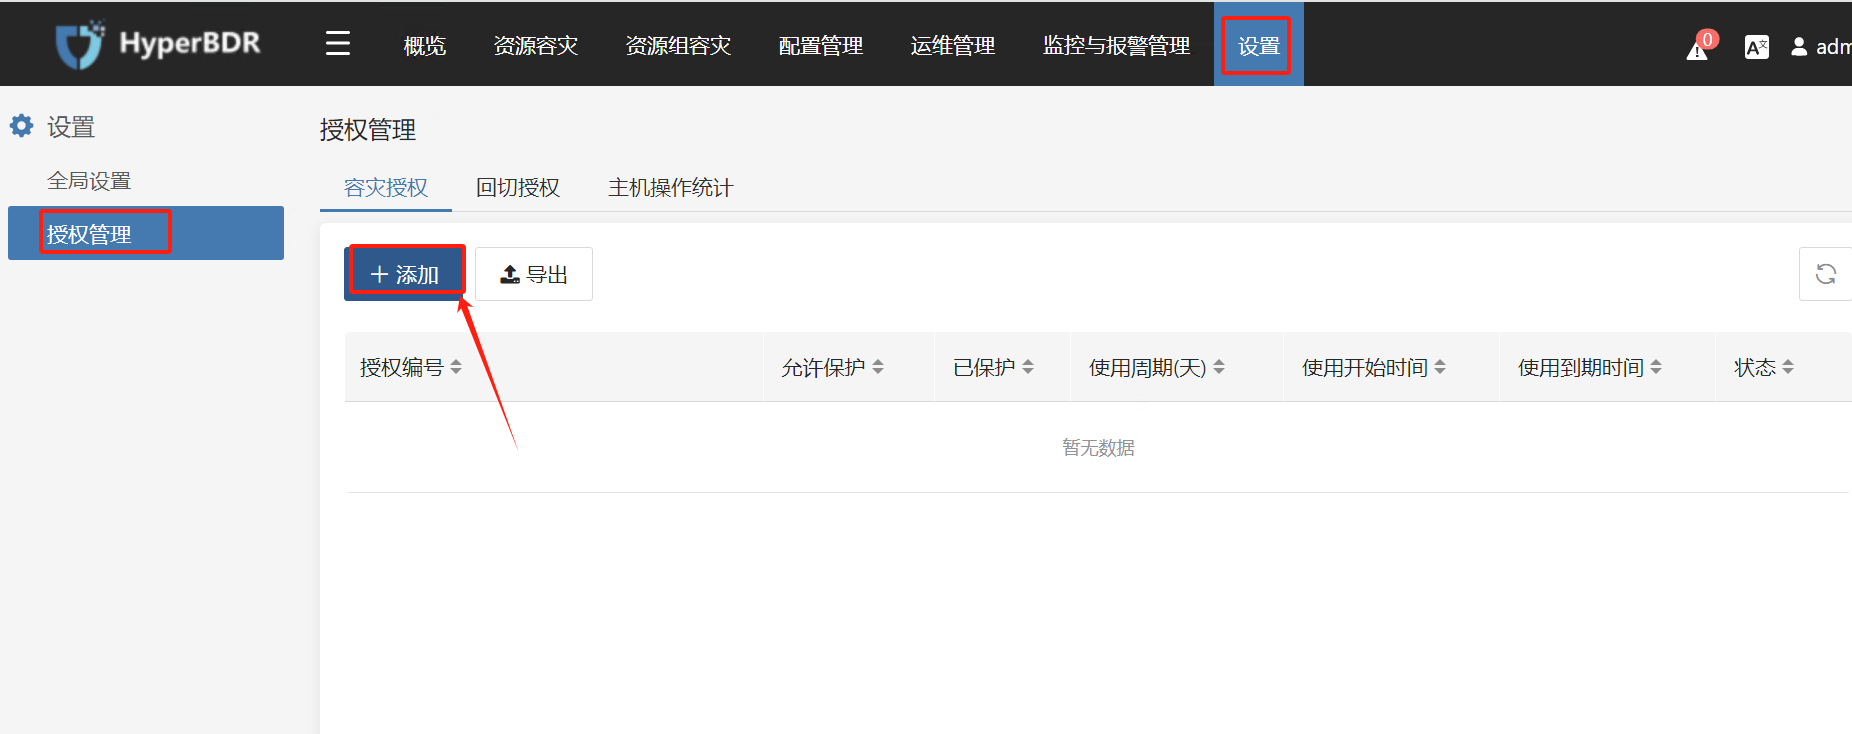 HyperBDR 概览 资源容灾 资源组容灾 配置管理 运维管理 监控与报警管理 设置 0 A文 adm
设置
全局设置
授权管理
授权管理
容灾授权 回切授权 主机操作统计
添加 导出
授权编号 允许保护 已保护 使用周期(天) 使用开始时间 使用到期时间 状态
暂无数据